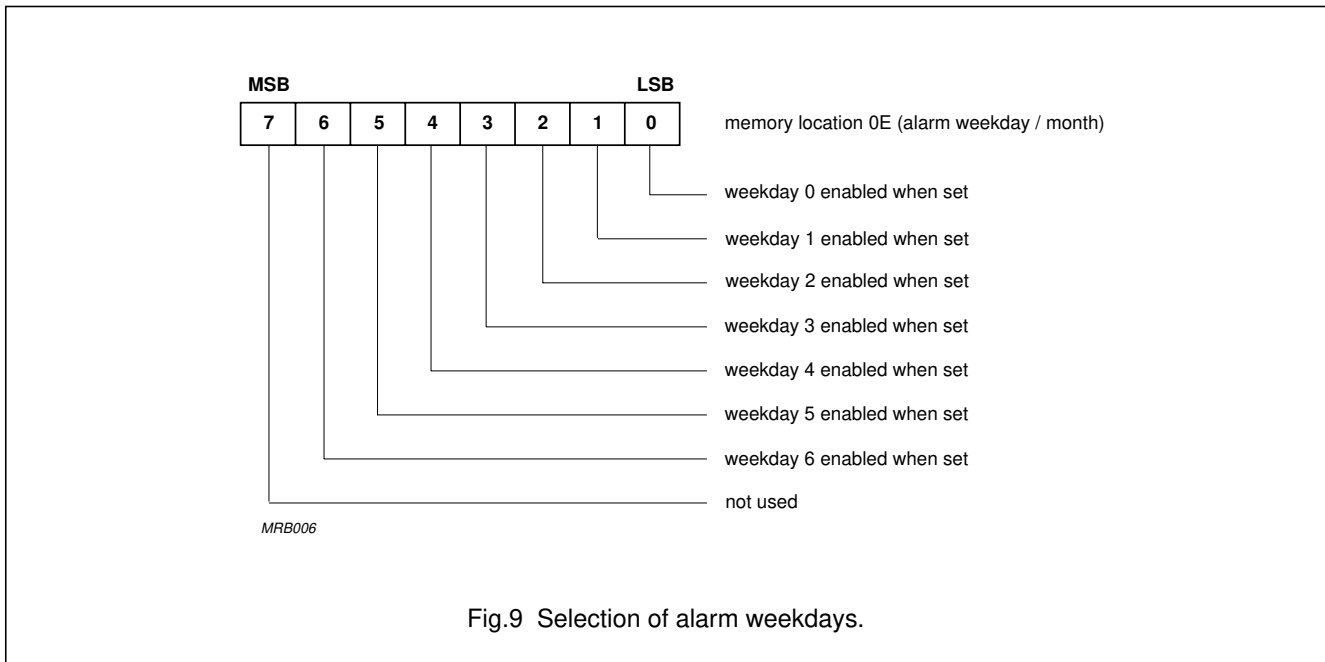 MSB LSB
7 6 5 4 3 2 1 0 memory location 0E (alarm weekday / month)
weekday 0 enabled when set
weekday 1 enabled when set
weekday 2 enabled when set
weekday 3 enabled when set
weekday 4 enabled when set
weekday 5 enabled when set
weekday 6 enabled when set
not used
MRB006
Fig.9 Selection of alarm weekdays.